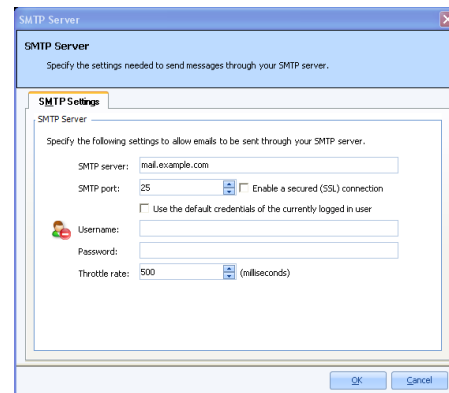 SMTP Server
SMTP Server
Specify the settings needed to send messages through your SMTP server.
SMTP Settings
SMTP Server
Specify the following settings to allow emails to be sent through your SMTP server.
SMTP server: mail.example.com
SMTP port: 25 Enable a secured (SSL) connection
Use the default credentials of the currently logged in user
Username:
Password:
Throttle rate: 500 (milliseconds)
OK Cancel